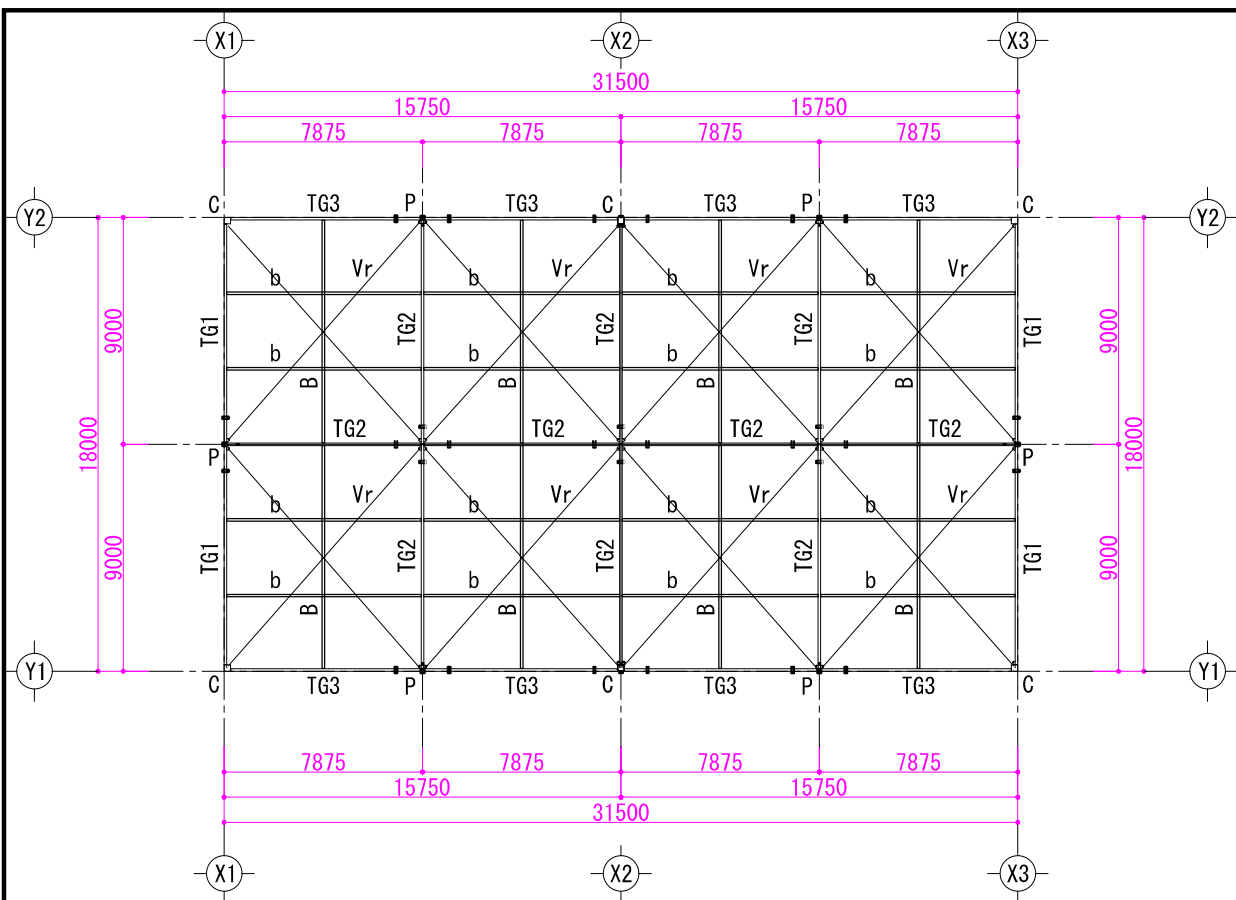 X1 X2 X3
31500
15750 15750
7875 7875 7875 7875
C TG3 P TG3 C TG3 P TG3 C
Y2 Y2
b Vr b Vr b Vr b Vr
TG1 TG2 TG2 TG2 TG1
9000 9000
b b b b
B B B B
TG2 TG2 TG2 TG2
18000 18000
P P
b Vr b Vr b Vr b Vr
TG1 TG2 TG2 TG2 TG1
9000 9000
b b b b
B B B B
Y1 Y1
C TG3 P TG3 C TG3 P TG3 C
7875 7875 7875 7875
15750 15750
31500
X1 X2 X3